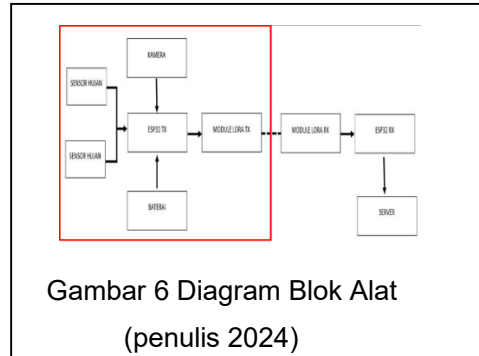 KAMERA
SENSOR HUJAN
ESP32 TX
MODULE LORA TX
MODULE LORA RX
ESP32 RX
SENSOR HUJAN
BATERAI
SERVER
Gambar 6 Diagram Blok Alat
(penulis 2024)